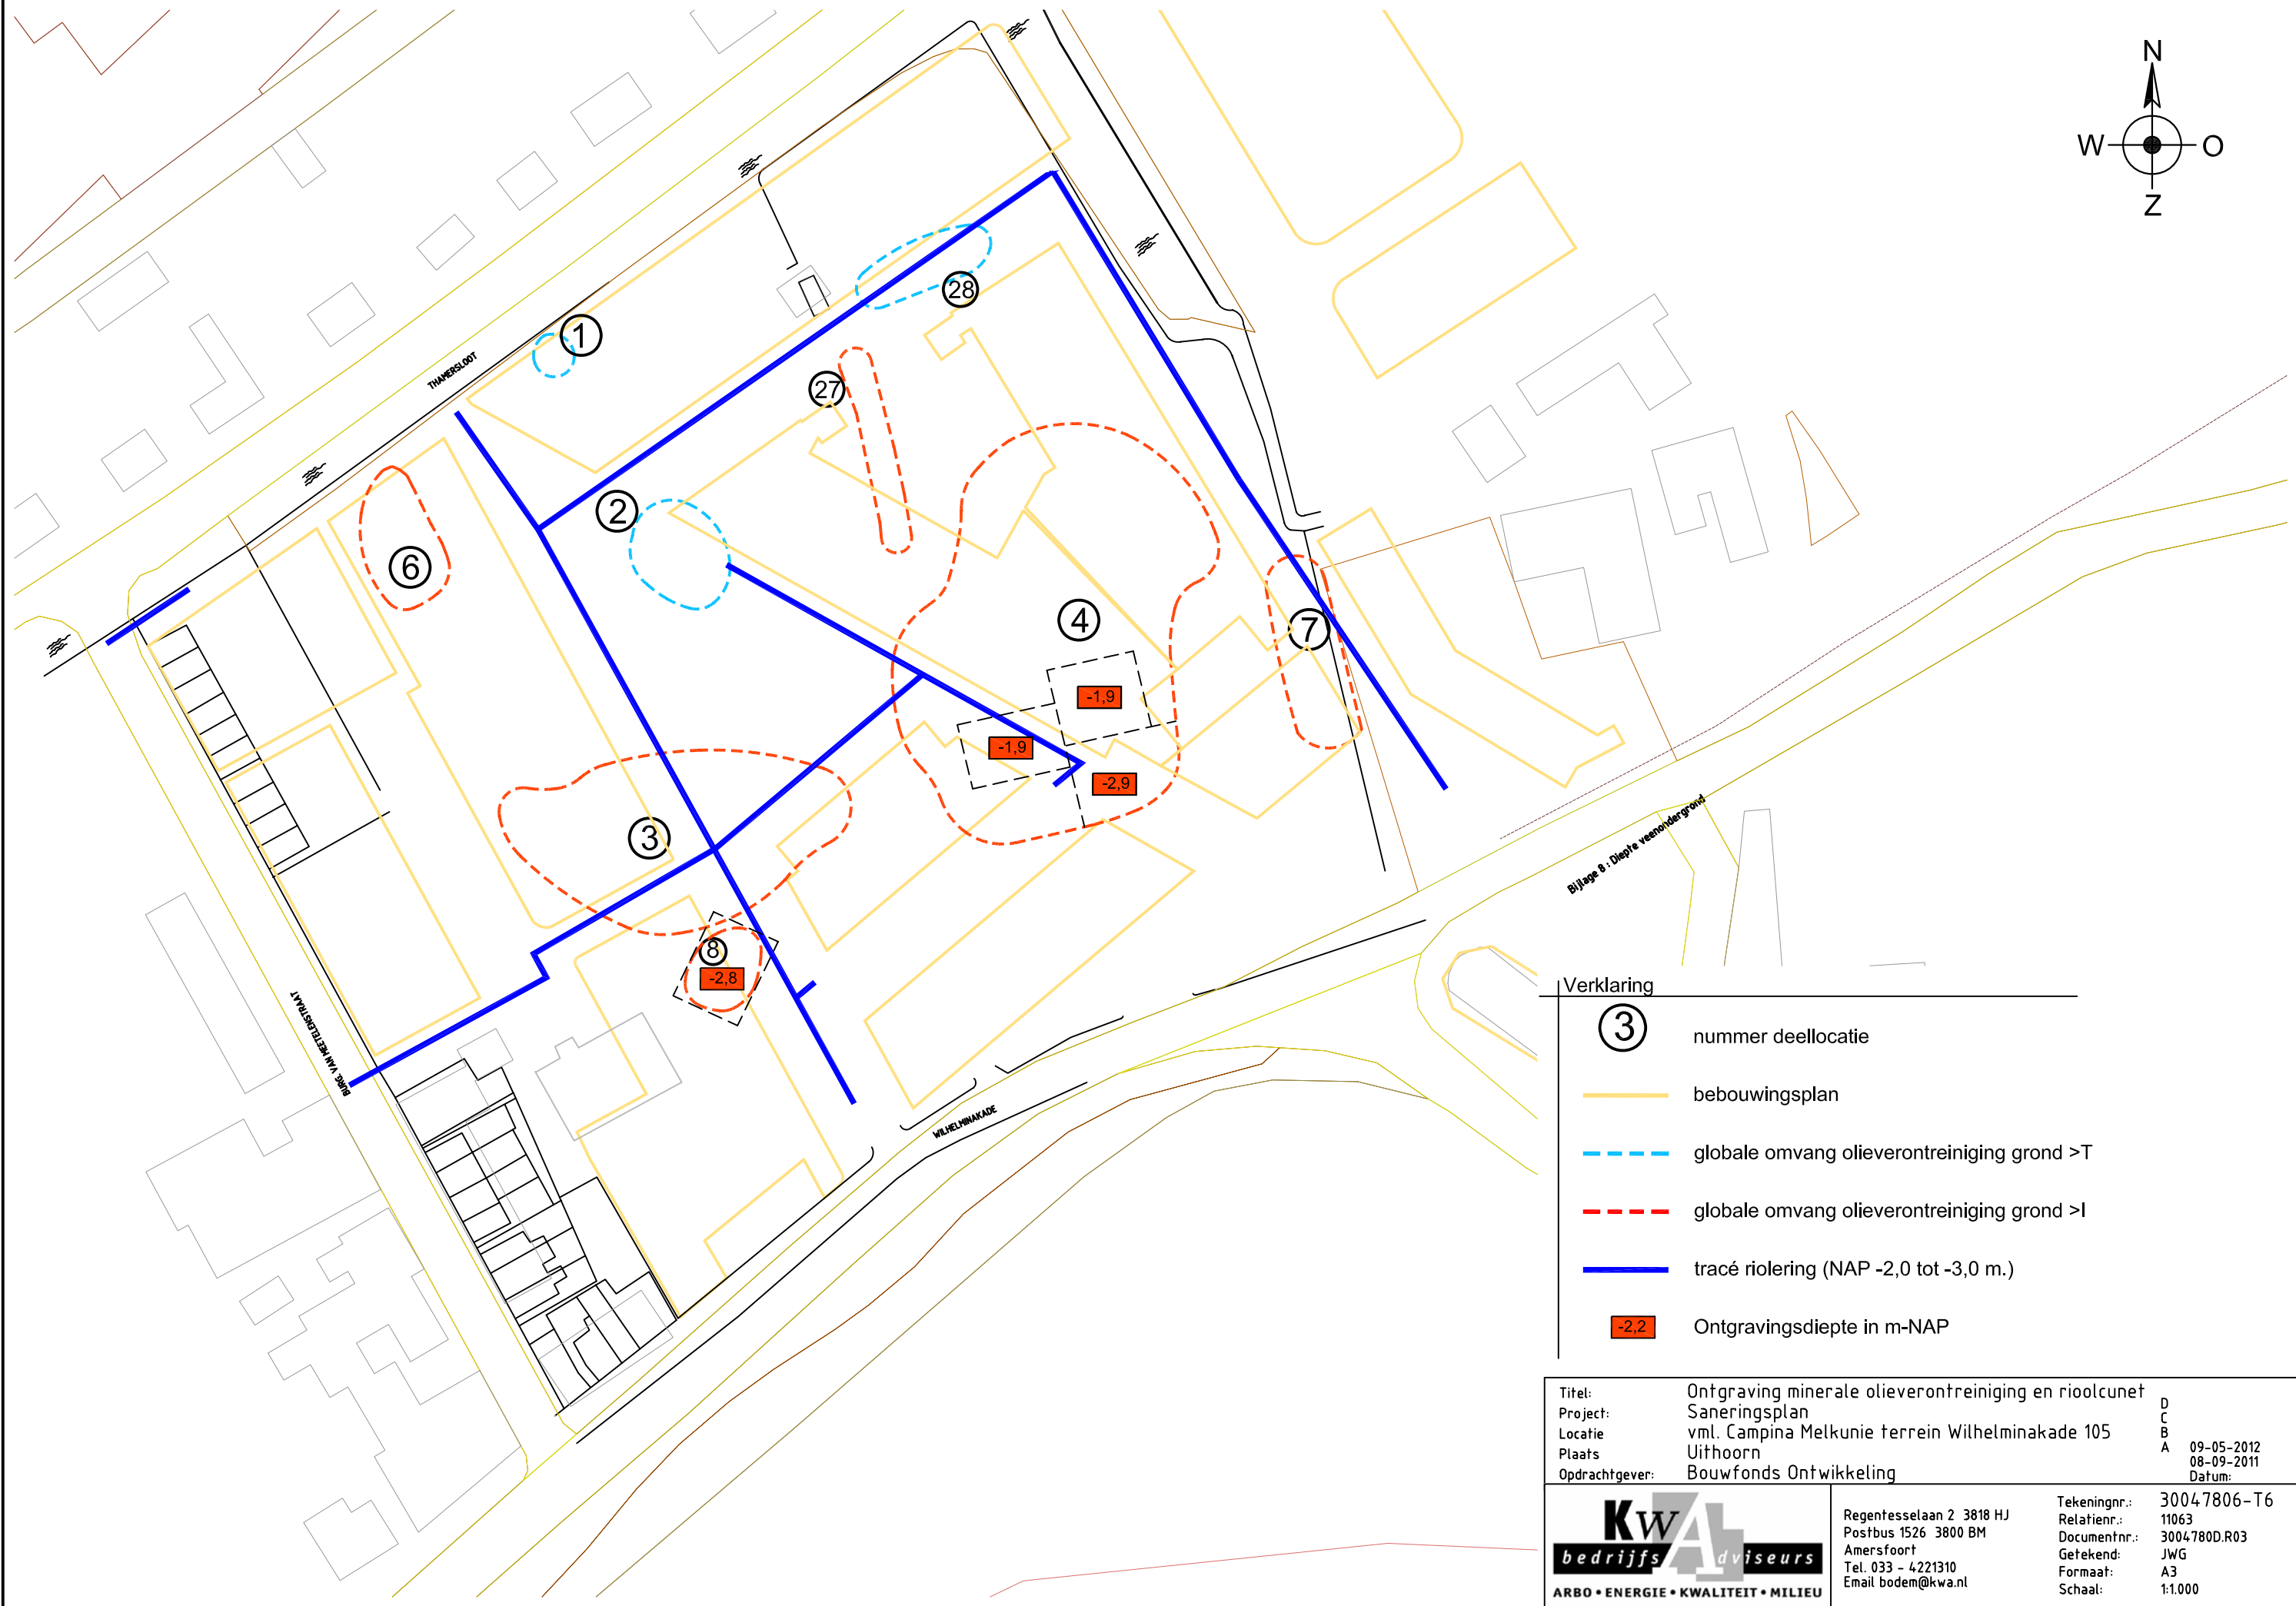 N
W O
Z
THAMERSLOOT
1
28
27
2
6
4
7
-1,9
-1,9
-2,9
3
8
-2,8
BURG. VAN MEETELENSTRAAT
WILHELMINAKADE
Bijlage 8 : Diepte veenondergrond
Verklaring
3 nummer deellocatie
bebouwingsplan
globale omvang olieverontreiniging grond >T
globale omvang olieverontreiniging grond >I
tracé riolering (NAP -2,0 tot -3,0 m.)
-2,2 Ontgravingsdiepte in m-NAP
Titel: Ontgraving minerale olieverontreiniging en rioolcunet
Project: Saneringsplan
Locatie vml. Campina Melkunie terrein Wilhelminakade 105
Plaats Uithoorn
Opdrachtgever: Bouwfonds Ontwikkeling
D
C
B
A 09-05-2012
08-09-2011
Datum:
KWA
bedrijfsAdviseurs
ARBO • ENERGIE • KWALITEIT • MILIEU
Regentesselaan 2 3818 HJ
Postbus 1526 3800 BM
Amersfoort
Tel. 033 - 4221310
Email bodem@kwa.nl
Tekeningnr.: 30047806-T6
Relatienr.: 11063
Documentnr.: 3004780D.R03
Getekend: JWG
Formaat: A3
Schaal: 1:1.000